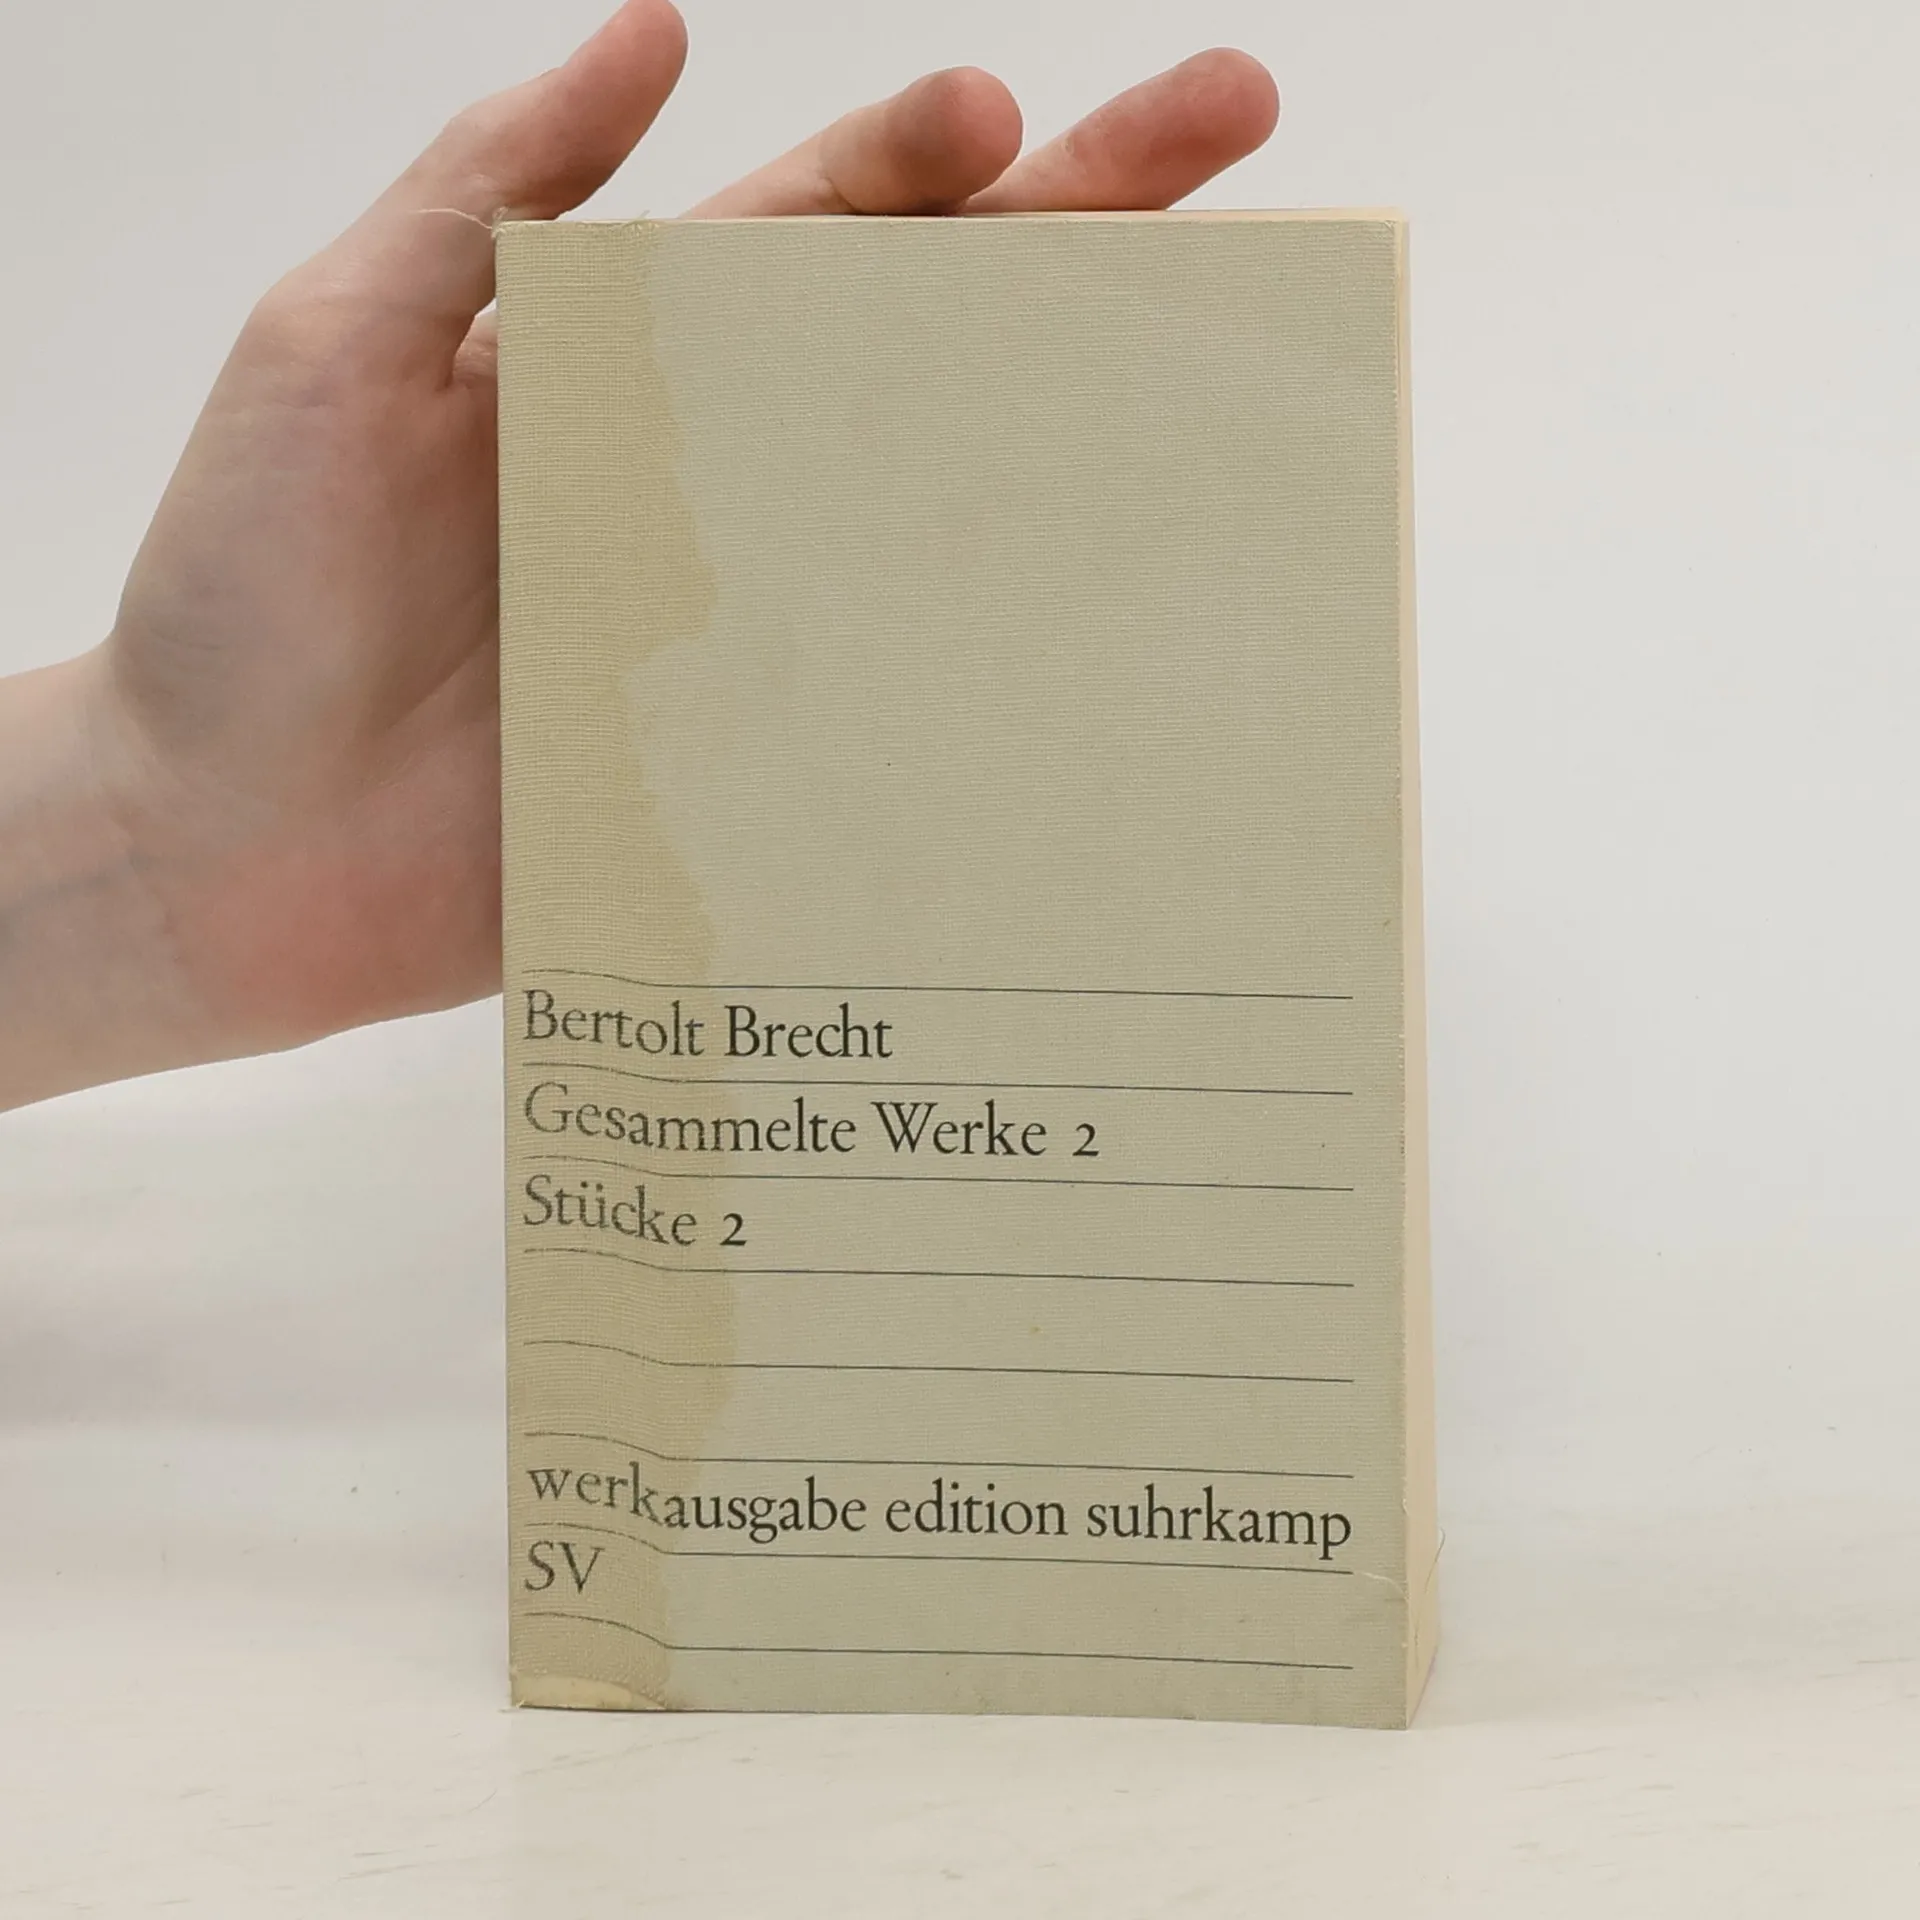 Bertolt Brecht
Gesammelte Werke 2
Stücke 2
werkausgabe edition suhrkamp
SV